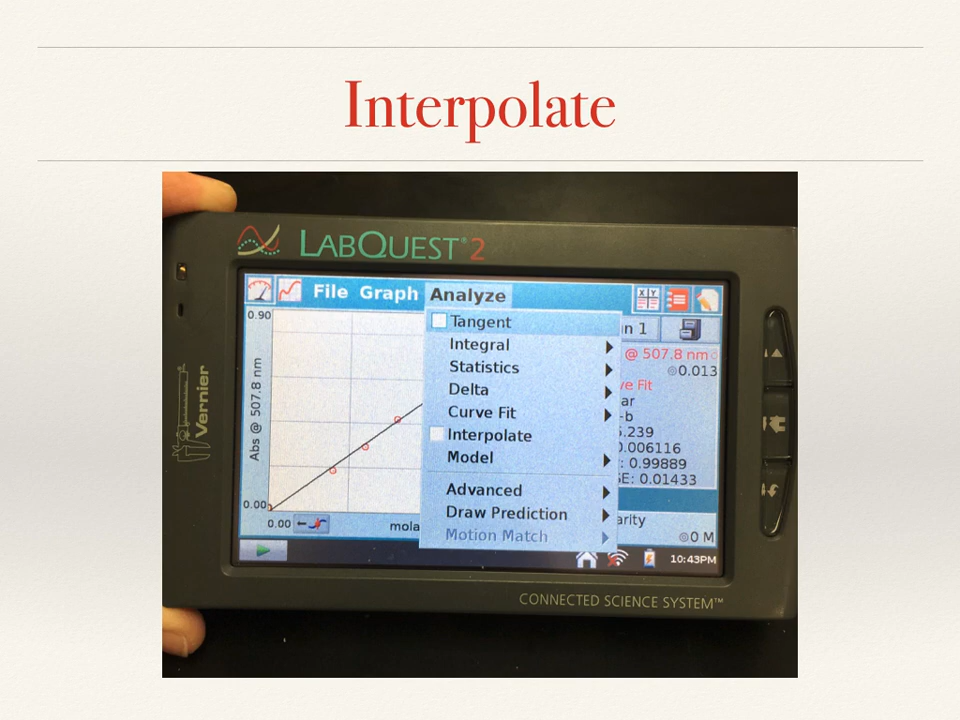 Interpolate
LABQUEST® 2
File Graph Analyze
X Y
0.90
Tangent
n 1
Integral
@ 507.8 nm
Statistics
0.013
Delta
ve Fit
Curve Fit
ar
-b
Interpolate
.239
Model
0.006116
: 0.99889
Advanced
SE: 0.01433
Draw Prediction
arity
Motion Match
0 M
Abs @ 507.8 nm
0.00
0.00
mola
10:43PM
Vernier
CONNECTED SCIENCE SYSTEM™